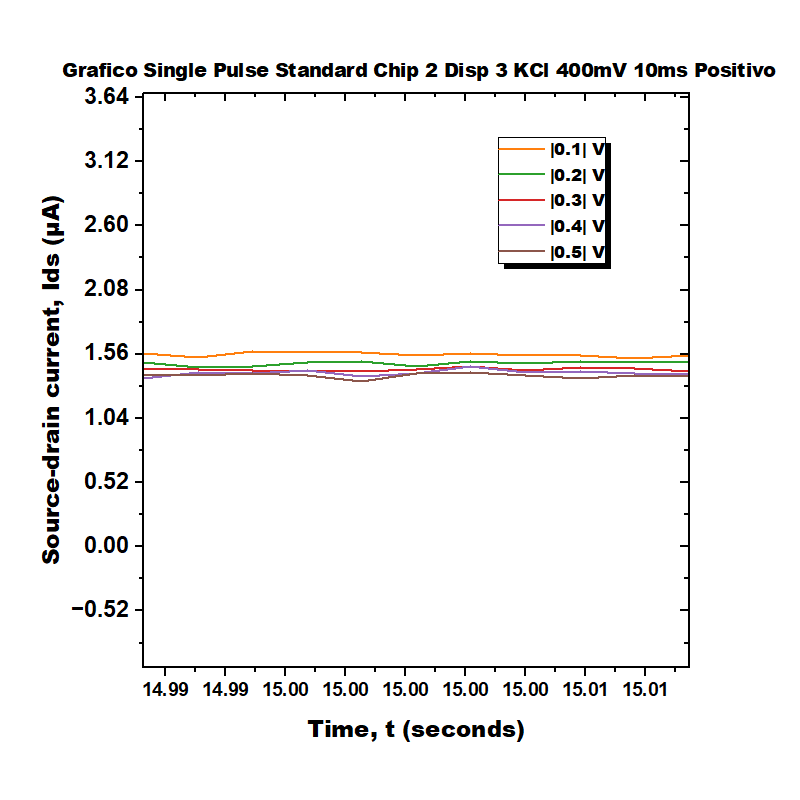 Grafico Single Pulse Standard Chip 2 Disp 3 KCl 400mV 10ms Positivo
3.64
3.12
2.60
2.08
1.56
1.04
0.52
0.00
−0.52
Source-drain current, Ids (μA)
|0.1| V
|0.2| V
|0.3| V
|0.4| V
|0.5| V
14.99 14.99 15.00 15.00 15.00 15.00 15.00 15.01 15.01
Time, t (seconds)